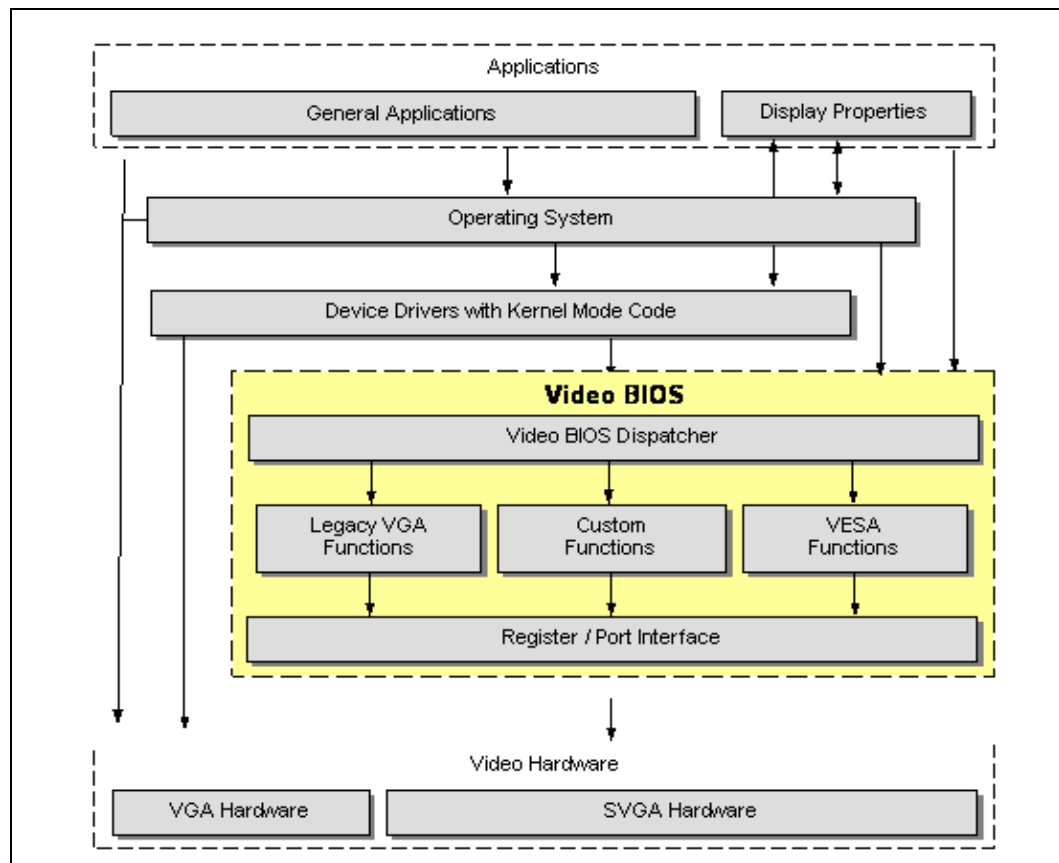 Applications
General Applications
Display Properties
Operating System
Device Drivers with Kernel Mode Code
Video BIOS
Video BIOS Dispatcher
Legacy VGA
Functions
Custom
Functions
VESA
Functions
Register / Port Interface
Video Hardware
VGA Hardware
SVGA Hardware